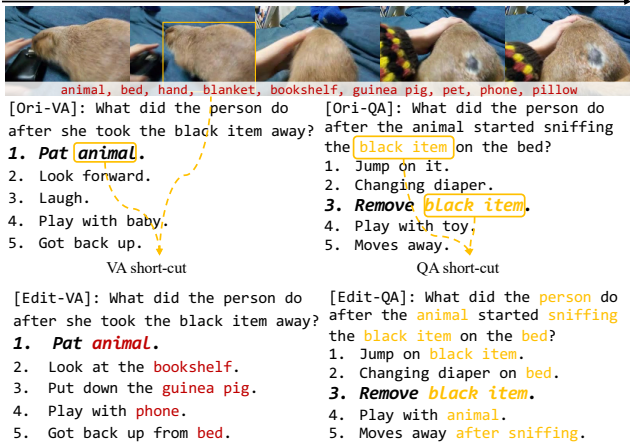 animal, bed, hand, blanket, bookshelf, guinea pig, pet, phone, pillow
[Ori-VA]: What did the person do
after she took the black item away?
1. Pat animal.
2. Look forward.
3. Laugh.
4. Play with baby.
5. Got back up.
VA short-cut
[Ori-QA]: What did the person do
after the animal started sniffing
the black item on the bed?
1. Jump on it.
2. Changing diaper.
3. Remove black item.
4. Play with toy.
5. Moves away.
QA short-cut
[Edit-VA]: What did the person do
after she took the black item away?
1. Pat animal.
2. Look at the bookshelf.
3. Put down the guinea pig.
4. Play with phone.
5. Got back up from bed.
[Edit-QA]: What did the person do
after the animal started sniffing
the black item on the bed?
1. Jump on black item.
2. Changing diaper on bed.
3. Remove black item.
4. Play with animal.
5. Moves away after sniffing.